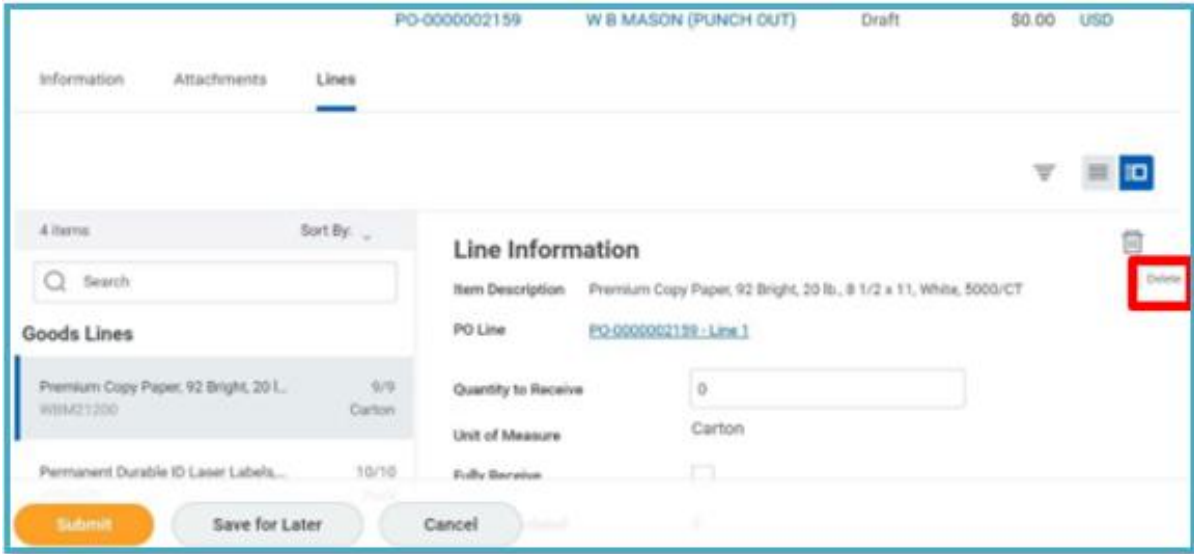 PO-0000002159 W B MASON (PUNCH OUT) Draft $0.00 USD
Information Attachments Lines
4 items Sort By:
Search
Goods Lines
Premium Copy Paper, 92 Bright, 20 l... 9/9
WBM21200 Carton
Permanent Durable ID Laser Labels,... 10/10
Line Information
Delete
Item Description Premium Copy Paper, 92 Bright, 20 lb., 8 1/2 x 11, White, 5000/CT
PO Line PO-0000002159 - Line 1
Quantity to Receive 0
Unit of Measure Carton
Fully Receive
Submit Save for Later Cancel